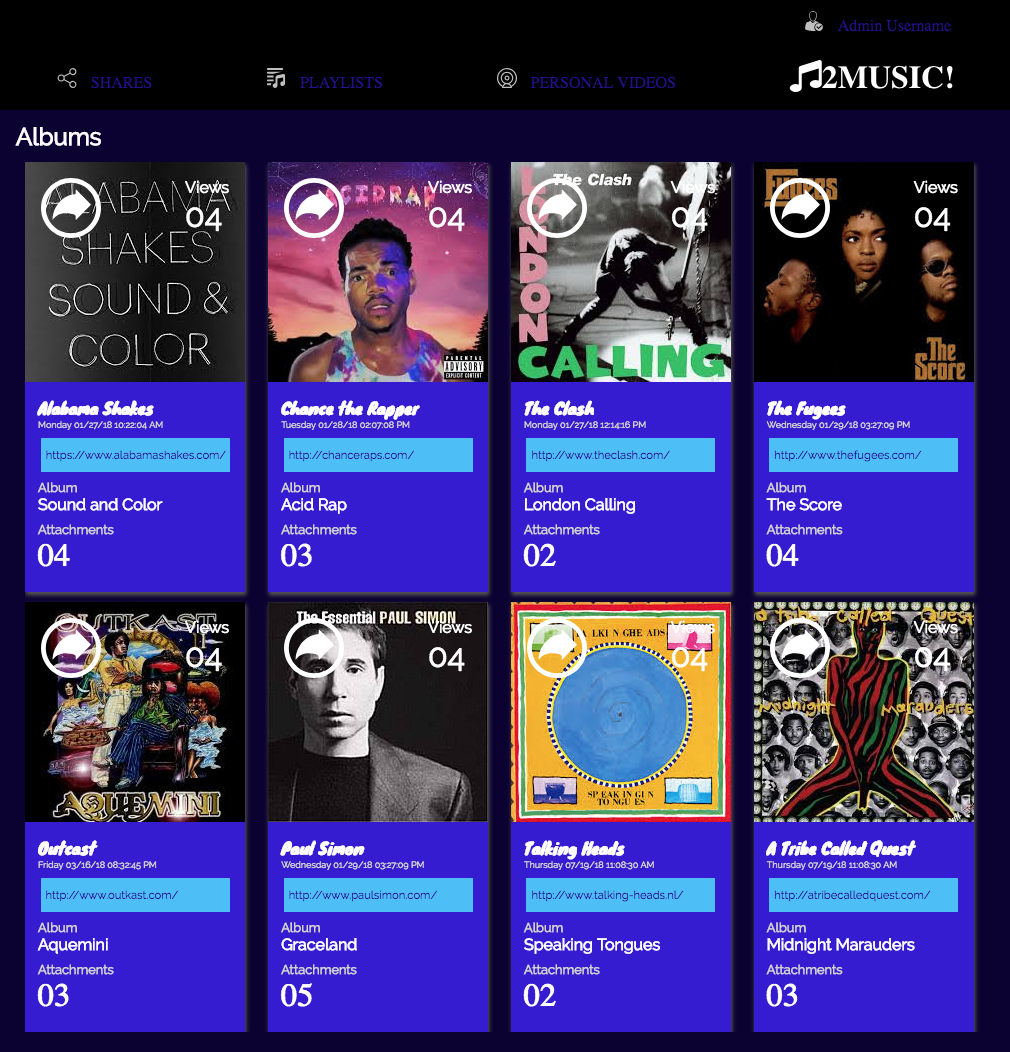 Admin Username
SHARES
PLAYLISTS
PERSONAL VIDEOS
2MUSIC!
Albums
ALABAMA
SHAKES
SOUND &
COLOR
Views
04
Alabama Shakes
Monday 01/27/18 10:22:04 AM
https://www.alabamashakes.com/
Album
Sound and Color
Attachments
04
ACID RAP
Views
04
PARENTAL
ADVISORY
EXPLICIT CONTENT
Chance the Rapper
Tuesday 01/28/18 02:07:08 PM
http://chanceraps.com/
Album
Acid Rap
Attachments
03
The Clash
LONDON
CALLING
Views
04
The Clash
Monday 01/27/18 12:14:16 PM
http://www.theclash.com/
Album
London Calling
Attachments
02
Fugees
Views
04
The
Score
The Fugees
Wednesday 01/29/18 03:27:09 PM
http://www.thefugees.com/
Album
The Score
Attachments
04
OUTKAST
Views
04
AQUEMINI
Outcast
Friday 03/16/18 08:32:45 PM
http://www.outkast.com/
Album
Aquemini
Attachments
03
The Essential PAUL SIMON
Views
04
Paul Simon
Wednesday 01/29/18 03:27:09 PM
http://www.paulsimon.com/
Album
Graceland
Attachments
05
TALKING HEADS
Views
04
SPEAKING IN
TONGUES
Talking Heads
Thursday 07/19/18 11:08:30 AM
http://www.talking-heads.nl/
Album
Speaking Tongues
Attachments
02
a Tribe Called Quest
Views
04
Midnight Marauders
A Tribe Called Quest
Thursday 07/19/18 11:08:30 AM
http://atribecalledquest.com/
Album
Midnight Marauders
Attachments
03